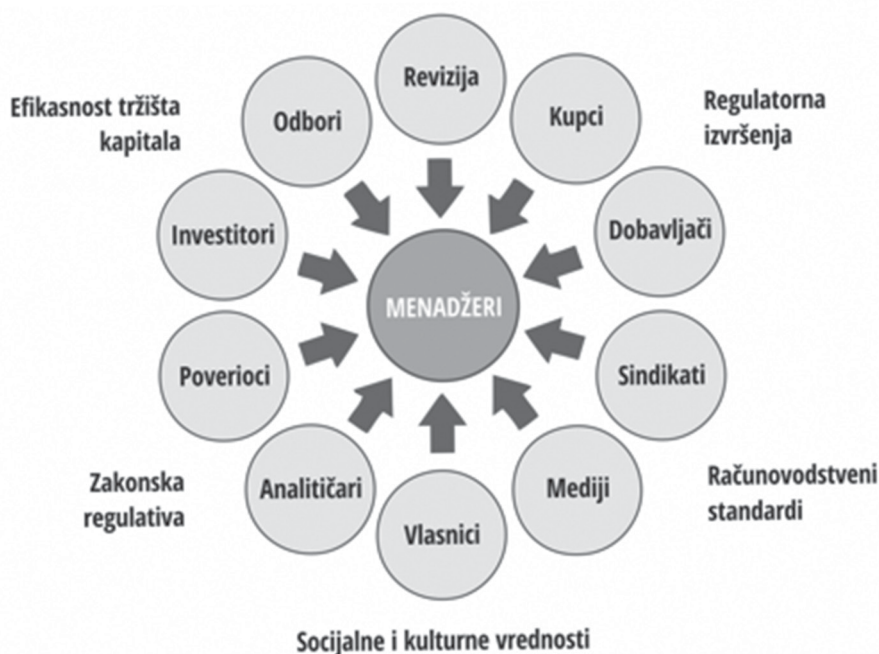 Revizija
Efikasnost tržišta
kapitala
Odbori
Kupci
Regulatorna
izvršenja
Investitori
Dobavljači
MENADŽERI
Poverioci
Sindikati
Zakonska
regulativa
Analitičari
Mediji
Računovodstveni
standardi
Vlasnici
Socijalne i kulturne vrednosti